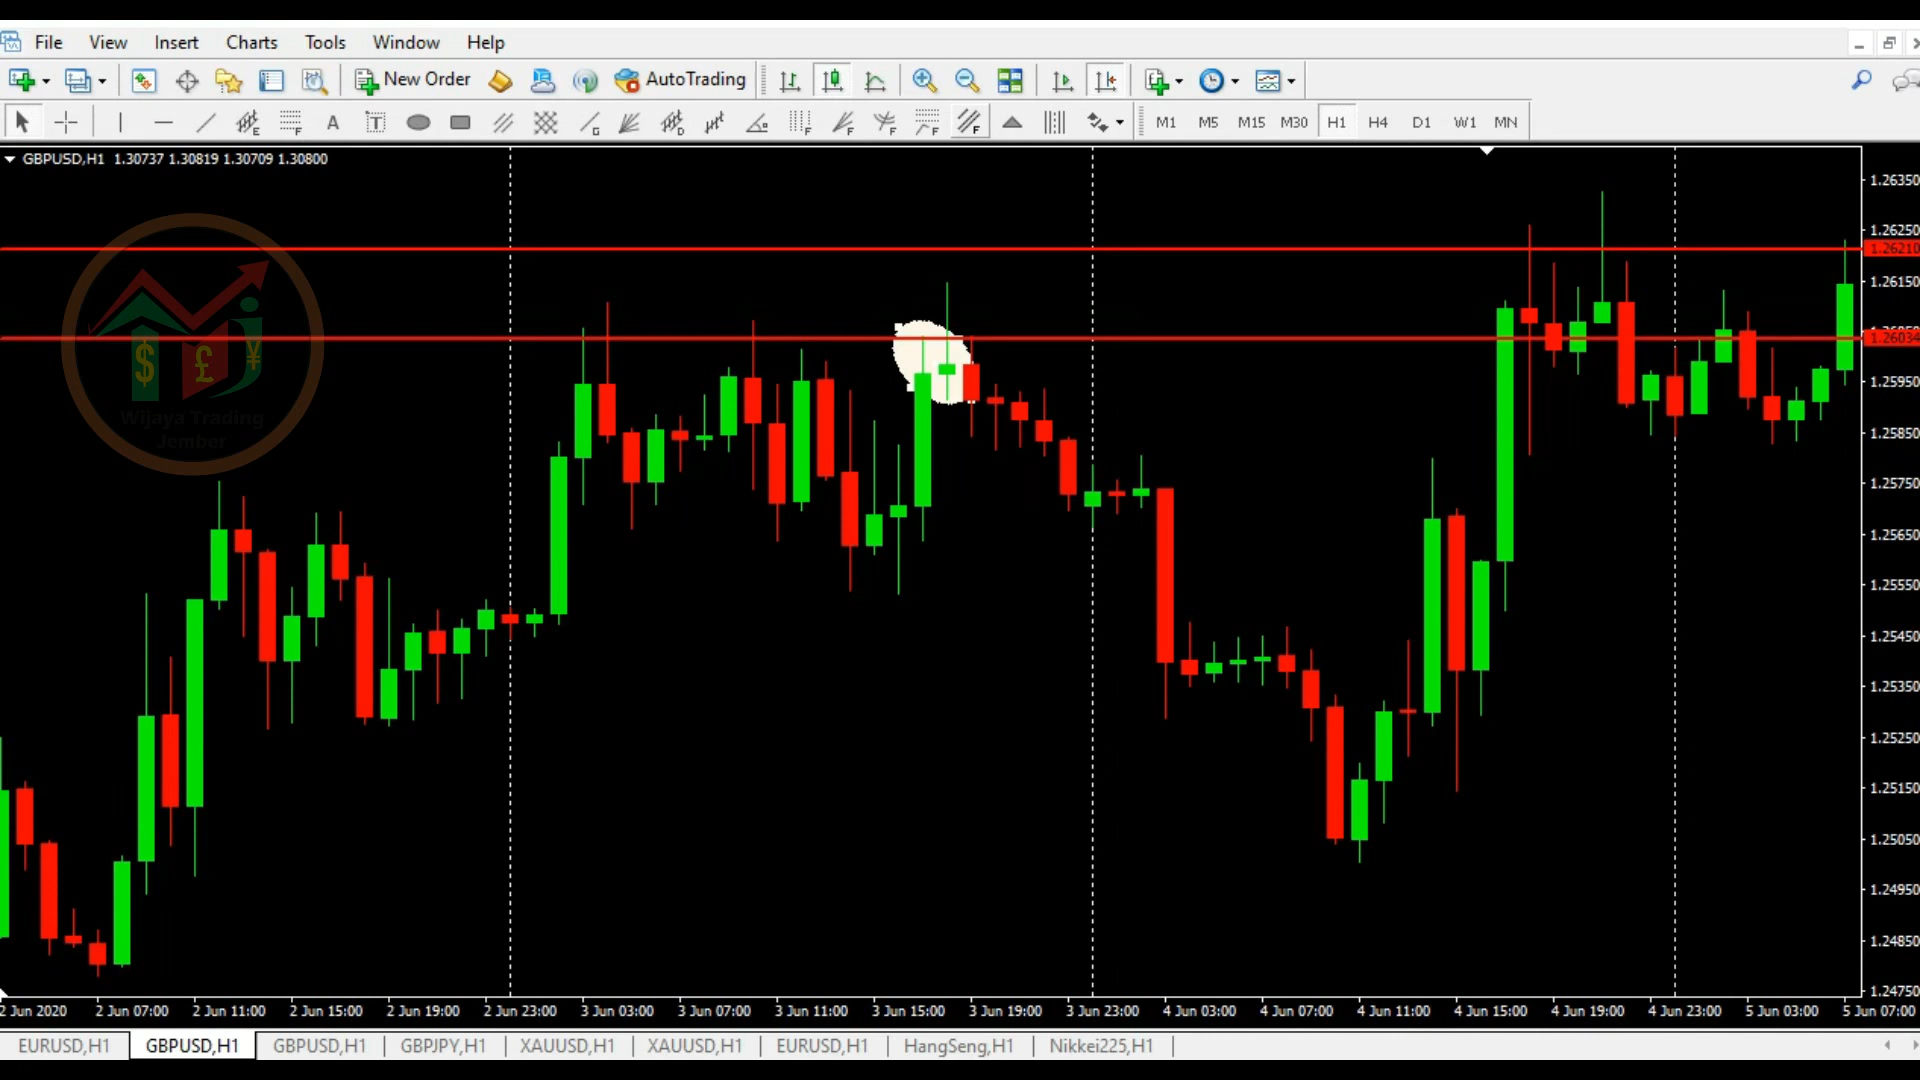 File View Insert Charts Tools Window Help
New Order AutoTrading
A T M1 M5 M15 M30 H1 H4 D1 W1 MN
GBPUSD,H1 1.30737 1.30819 1.30709 1.30800
1.26350
1.26250
1.26210
1.26150
1.26034
1.25950
1.25850
1.25750
1.25650
1.25550
1.25450
1.25350
1.25250
1.25150
1.25050
1.24950
1.24850
1.24750
$ £ ¥
Wijaya Trading
Jember
2 Jun 2020 2 Jun 07:00 2 Jun 11:00 2 Jun 15:00 2 Jun 19:00 2 Jun 23:00 3 Jun 03:00 3 Jun 07:00 3 Jun 11:00 3 Jun 15:00 3 Jun 19:00 3 Jun 23:00 4 Jun 03:00 4 Jun 07:00 4 Jun 11:00 4 Jun 15:00 4 Jun 19:00 4 Jun 23:00 5 Jun 03:00 5 Jun 07:00
EURUSD,H1 GBPUSD,H1 GBPUSD,H1 GBPJPY,H1 XAUUSD,H1 XAUUSD,H1 EURUSD,H1 HangSeng,H1 Nikkei225,H1